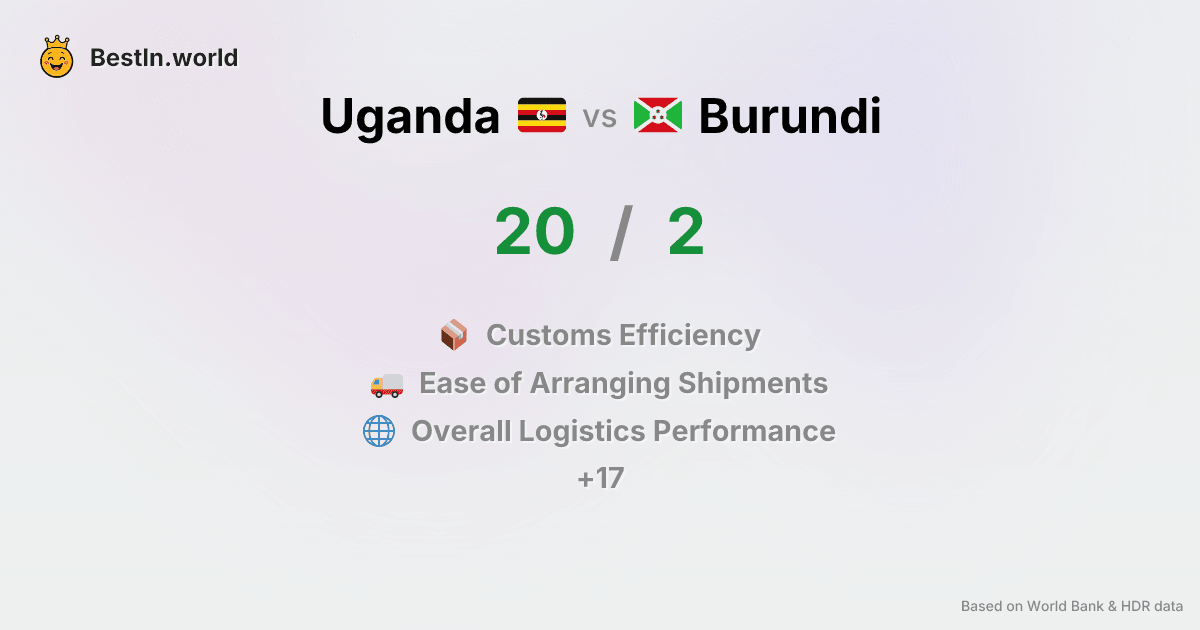 BestIn.world
Uganda vs Burundi
20 / 2
Customs Efficiency
Ease of Arranging Shipments
Overall Logistics Performance
+17
Based on World Bank & HDR data